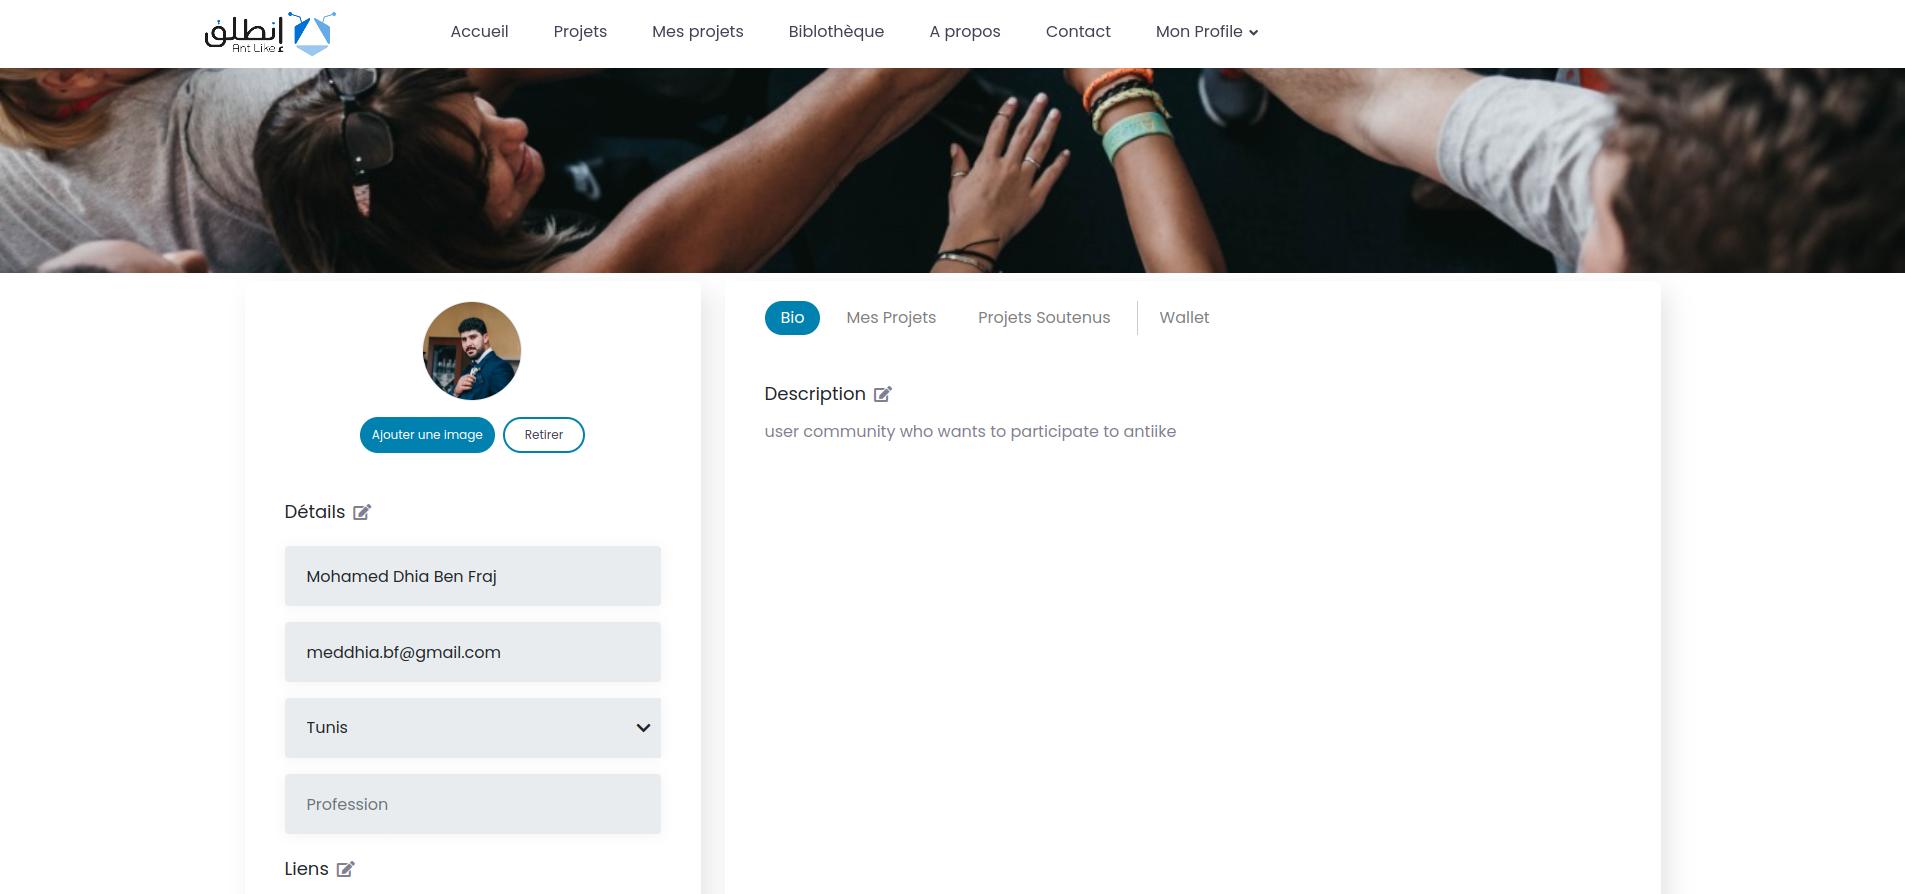 إنطلق
Ant Like
Accueil
Projets
Mes projets
Biblothèque
A propos
Contact
Mon Profile
Ajouter une image
Retirer
Détails
Mohamed Dhia Ben Fraj
meddhia.bf@gmail.com
Tunis
Profession
Liens
Bio
Mes Projets
Projets Soutenus
Wallet
Description
user community who wants to participate to antiike